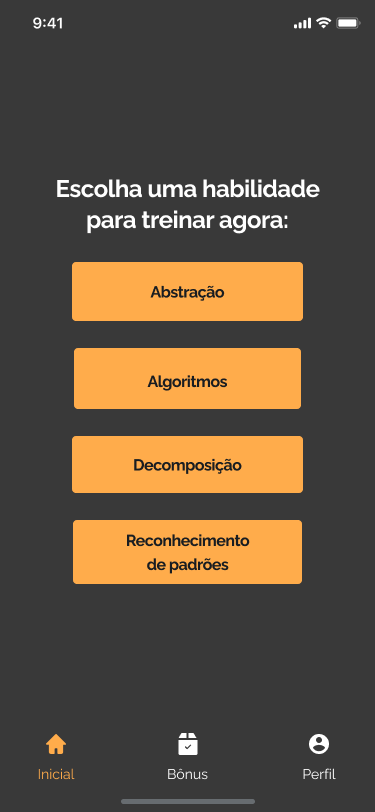 9:41
Escolha uma habilidade
para treinar agora:
Abstração
Algoritmos
Decomposição
Reconhecimento
de padrões
Inicial
Bônus
Perfil